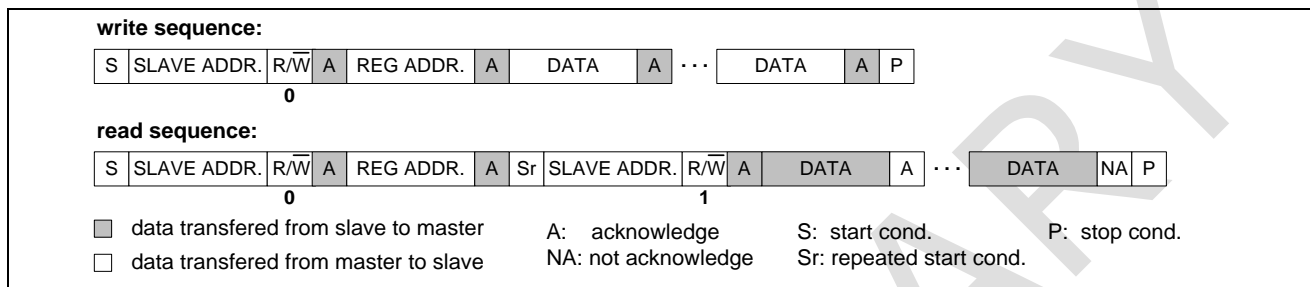 write sequence:
S SLAVE ADDR. R/W̅ A REG ADDR. A DATA A ··· DATA A P
0
read sequence:
S SLAVE ADDR. R/W̅ A REG ADDR. A Sr SLAVE ADDR. R/W̅ A DATA A ··· DATA NA P
0 1
data transfered from slave to master A: acknowledge S: start cond. P: stop cond.
data transfered from master to slave NA: not acknowledge Sr: repeated start cond.